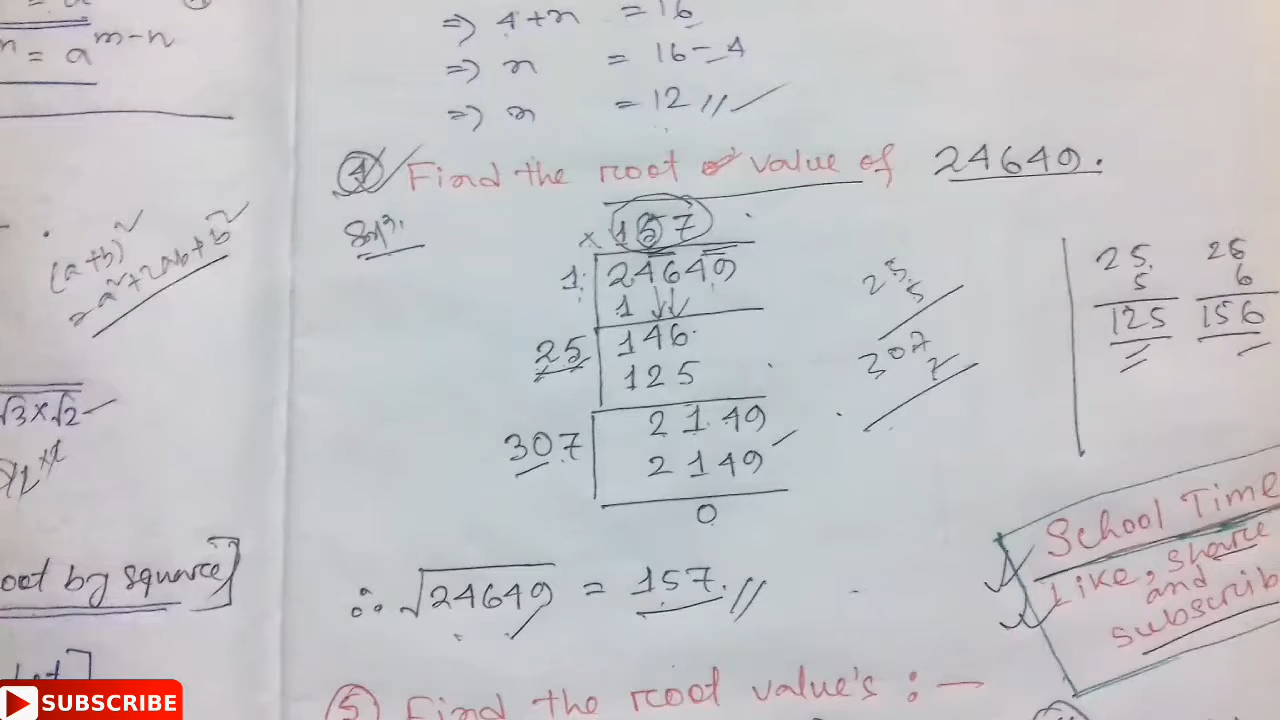 = a^{m-n}
⇒ 4+x = 16
⇒ x = 16-4
⇒ x = 12 //
④ Find the root value of 24649.
Solⁿ.
157
1 24649
1
25 146
125
307 2149
2149
0
∴ √24649 = 157. //
⑤ Find the root value's : —
(a+b)²
= a²+2ab+b²
√3×√2
oot by square]
25
5
307
7
25
5
125
26
6
156
School Time
Like, Share
and
subscrib
SUBSCRIBE